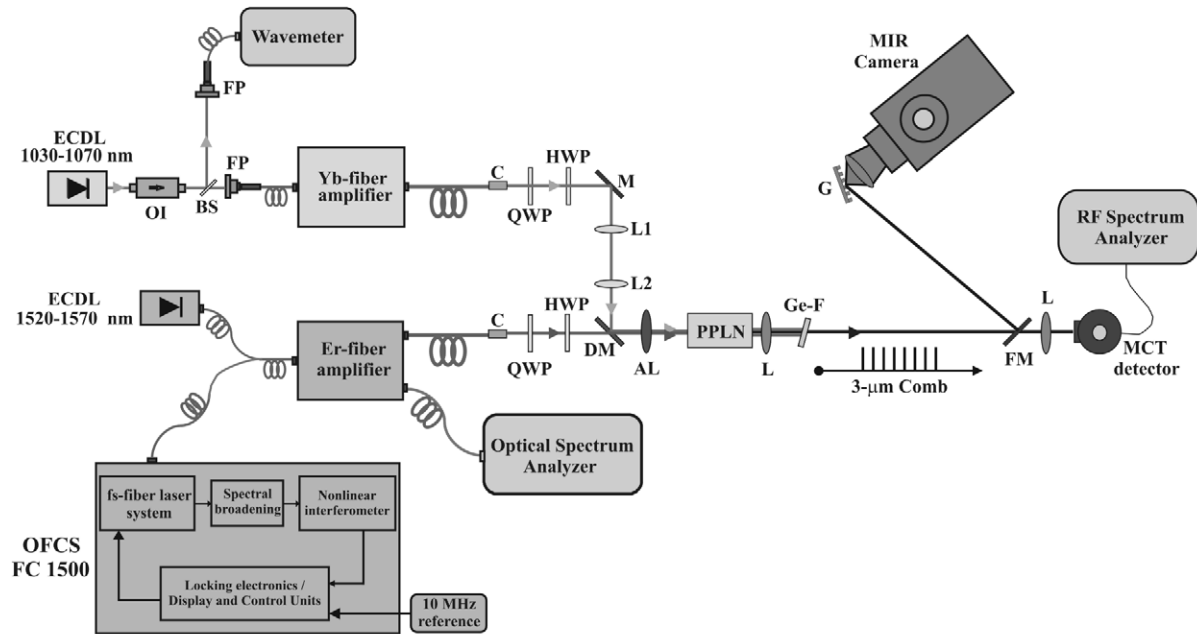 Wavemeter
FP
ECDL
1030-1070 nm
OI
BS
FP
Yb-fiber
amplifier
C
QWP
HWP
M
L1
L2
MIR
Camera
G
RF Spectrum
Analyzer
ECDL
1520-1570 nm
Er-fiber
amplifier
C
QWP
HWP
DM
AL
PPLN
L
Ge-F
3-μm Comb
FM
L
MCT
detector
Optical Spectrum
Analyzer
OFCS
FC 1500
fs-fiber laser
system
Spectral
broadening
Nonlinear
interferometer
Locking electronics /
Display and Control Units
10 MHz
reference